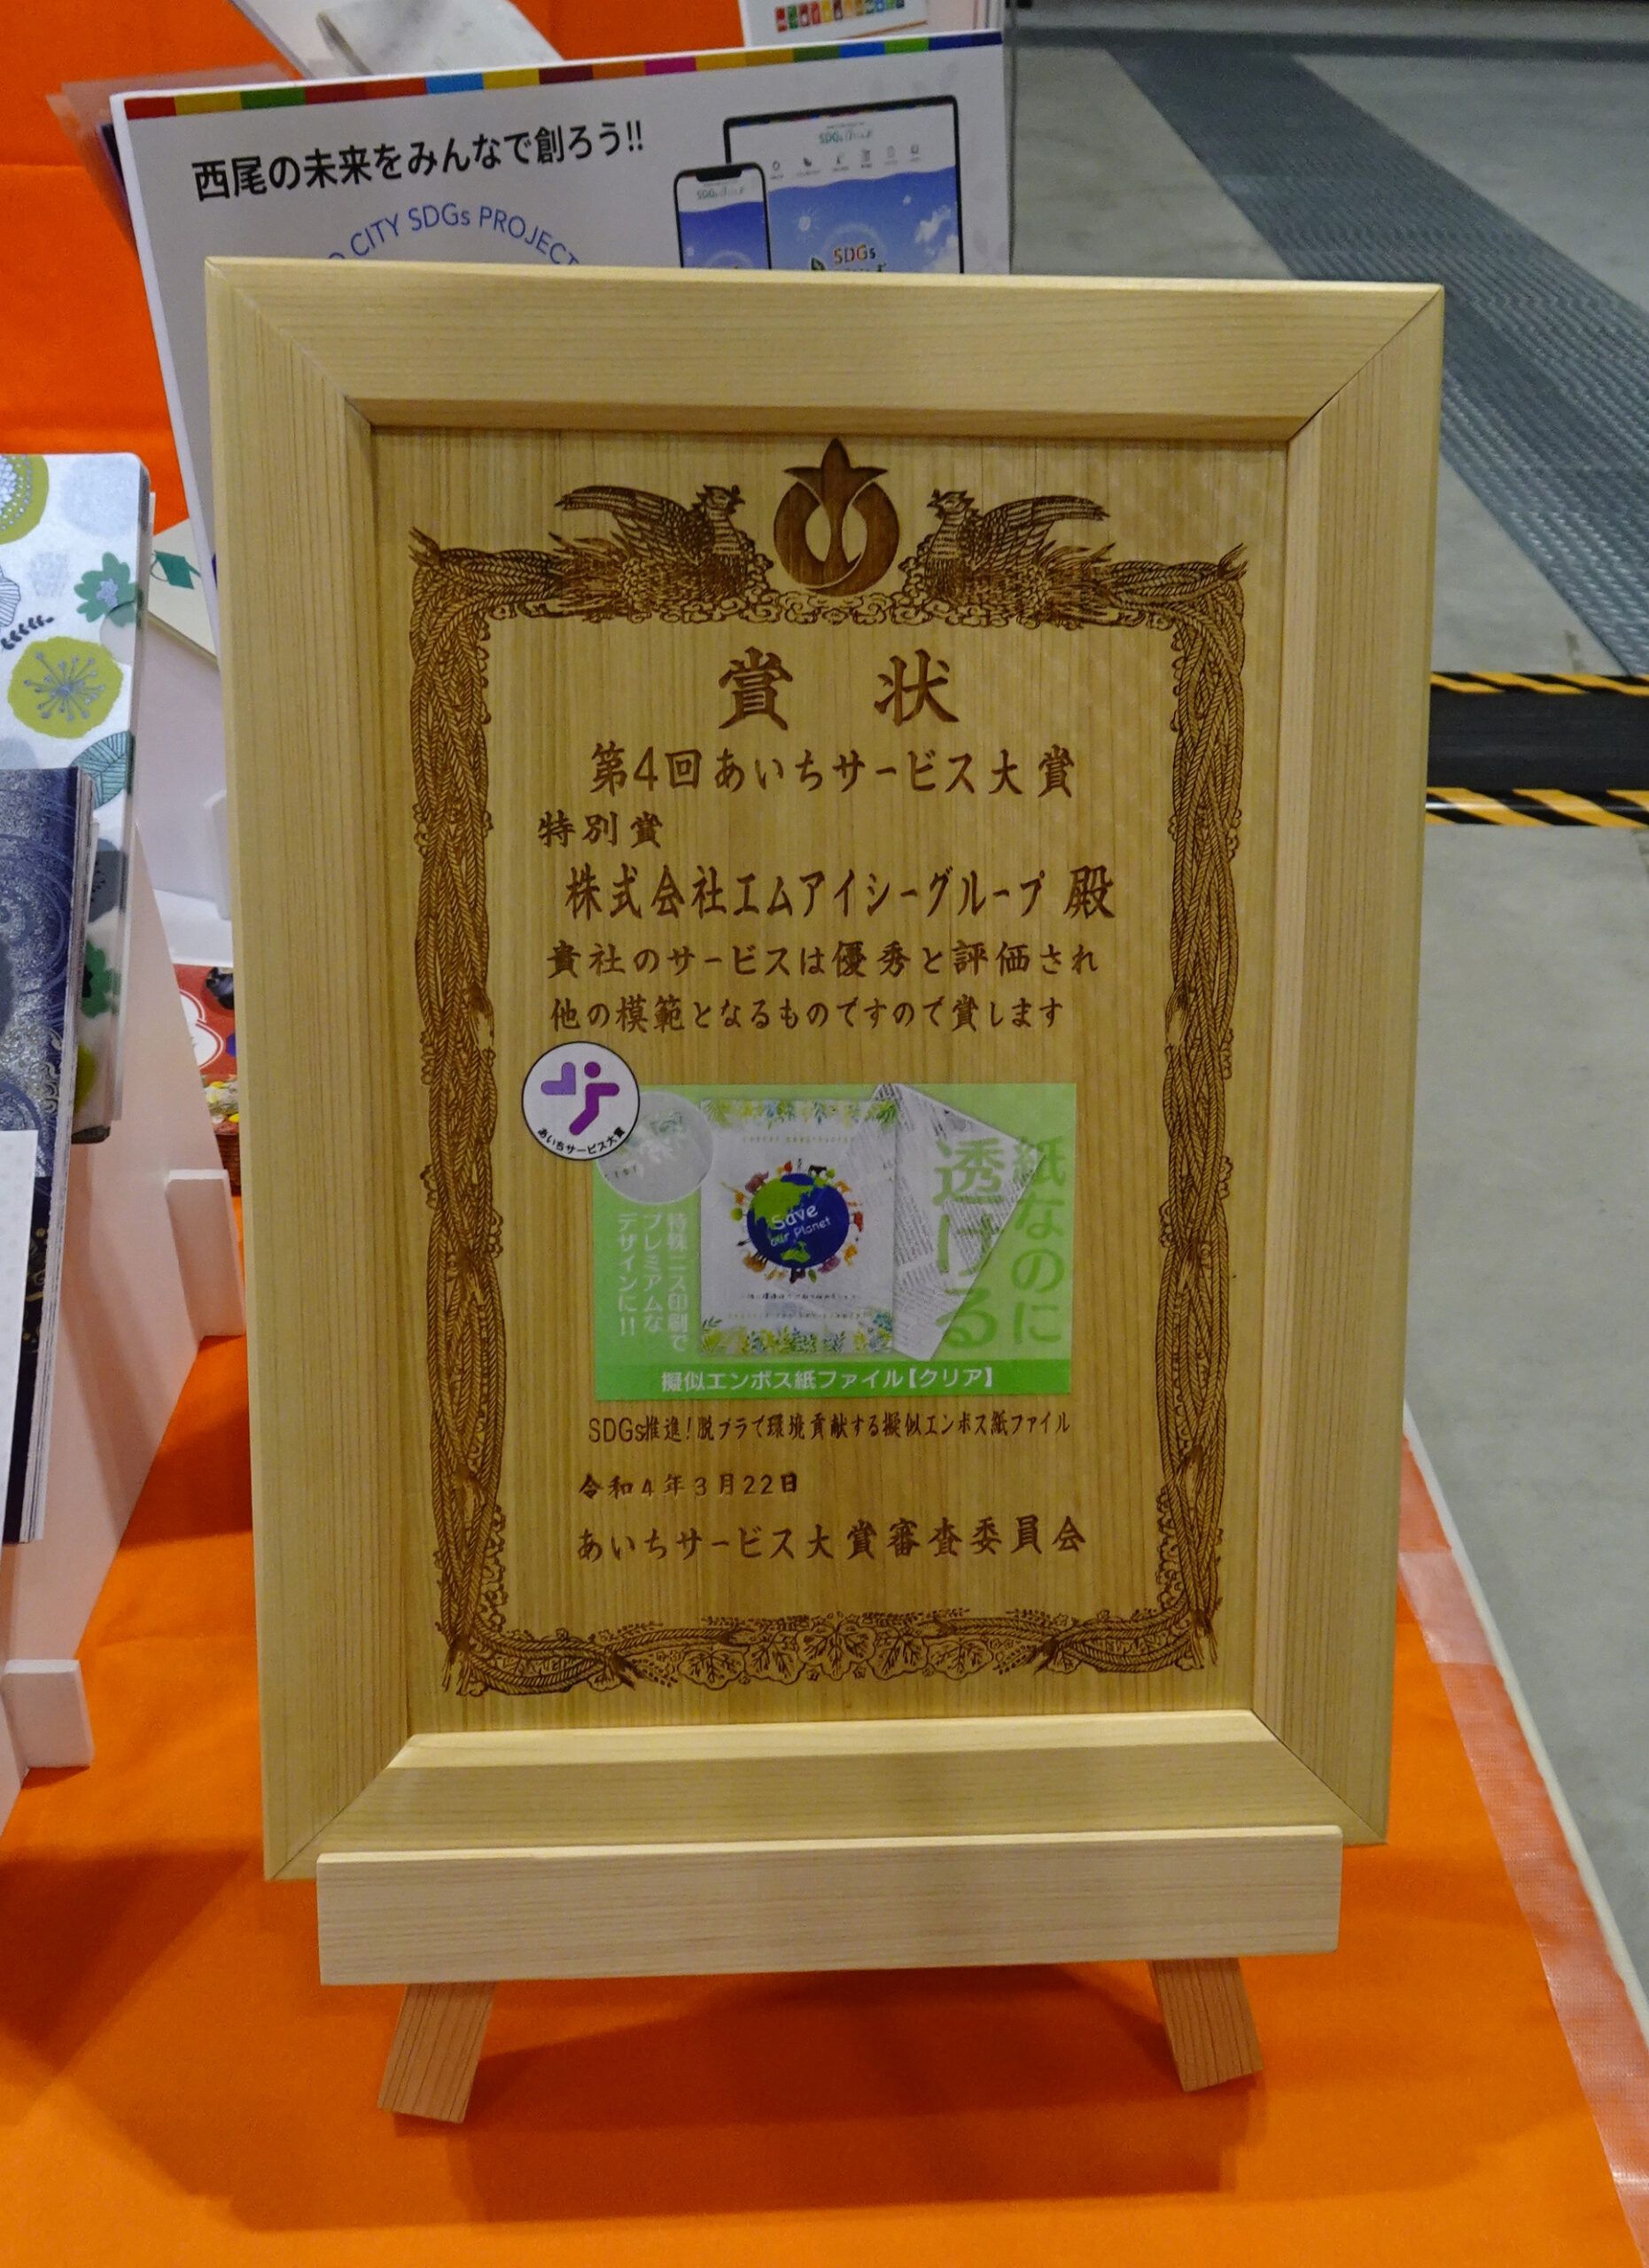 西尾の未来をみんなで創ろう!!
CITY SDGs PROJECT
SDGs
SDGs
賞状
第4回あいちサービス大賞
特別賞
株式会社エムアイシーグループ 殿
貴社のサービスは優秀と評価され
他の模範となるものですので賞します
あいちサービス大賞
紙なのに
透ける
Save
our Planet
特殊ニス印刷で
プレミアムな
デザインに!!
擬似エンボス紙ファイル【クリア】
SDGs推進!脱プラで環境貢献する擬似エンボス紙ファイル
令和4年3月22日
あいちサービス大賞審査委員会